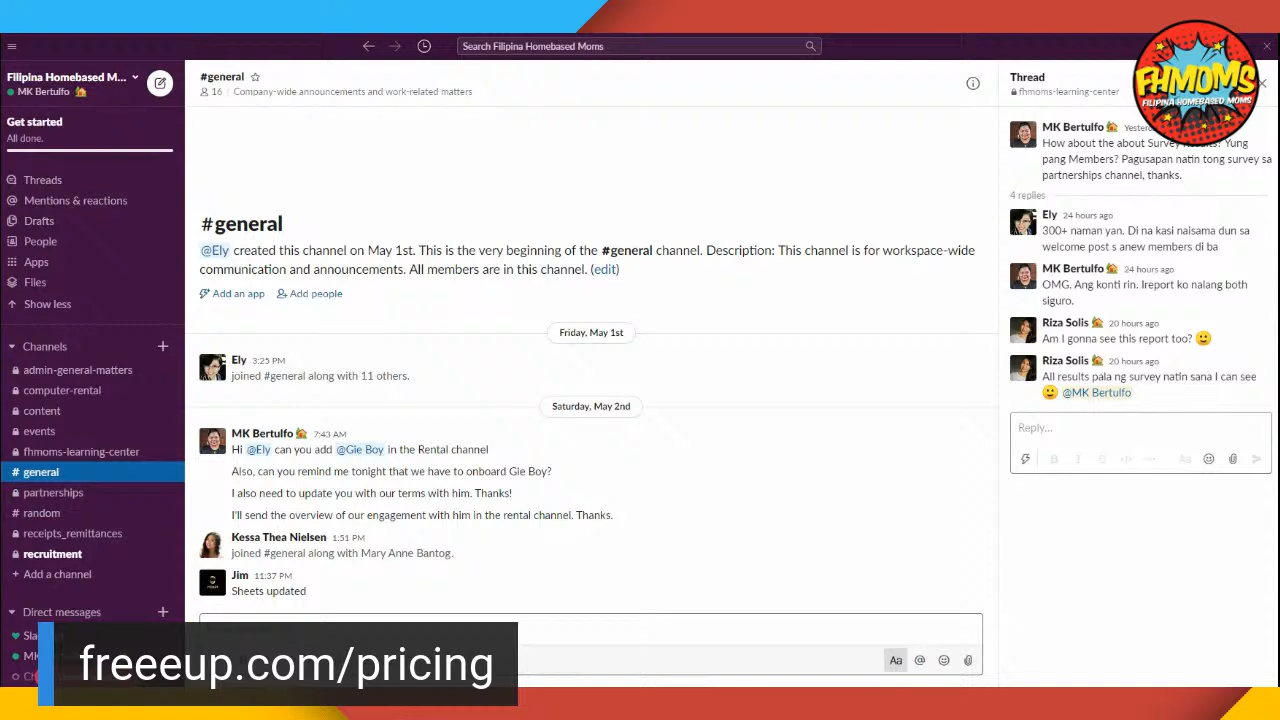 Search Filipina Homebased Moms
FHMOMS
FILIPINA HOMEBASED MOMS
Filipina Homebased M...
MK Bertulfo
Get started
All done.
Threads
Mentions & reactions
Drafts
People
Apps
Files
Show less
Channels
admin-general-matters
computer-rental
content
events
fhmoms-learning-center
# general
partnerships
# random
receipts_remittances
recruitment
+ Add a channel
Direct messages
#general
16 | Company-wide announcements and work-related matters
#general
@Ely created this channel on May 1st. This is the very beginning of the #general channel. Description: This channel is for workspace-wide
communication and announcements. All members are in this channel. (edit)
Add an app Add people
Friday, May 1st
Ely 3:25 PM
joined #general along with 11 others.
Saturday, May 2nd
MK Bertulfo 7:43 AM
Hi @Ely can you add @Gie Boy in the Rental channel
Also, can you remind me tonight that we have to onboard Gie Boy?
I also need to update you with our terms with him. Thanks!
I'll send the overview of our engagement with him in the rental channel. Thanks.
Kessa Thea Nielsen 1:51 PM
joined #general along with Mary Anne Bantog.
Jim 11:37 PM
Sheets updated
Aa
Thread
fhmoms-learning-center
MK Bertulfo
How about the about Survey Results? Yung
pang Members? Pagusapan natin tong survey sa
partnerships channel, thanks.
4 replies
Ely 24 hours ago
300+ naman yan. Di na kasi naisama dun sa
welcome post s anew members di ba
MK Bertulfo 24 hours ago
OMG. Ang konti rin. Ireport ko nalang both
siguro.
Riza Solis 20 hours ago
Am I gonna see this report too?
Riza Solis 20 hours ago
All results pala ng survey natin sana I can see
@MK Bertulfo
Reply...
B I S </> Aa
freeeup.com/pricing